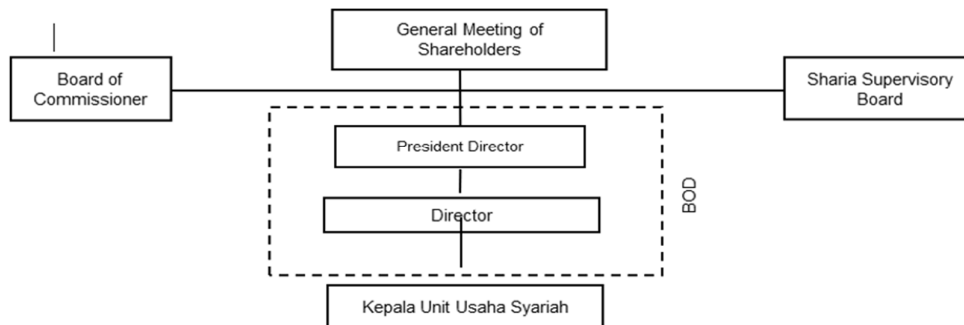 General Meeting of
Shareholders
Board of
Commissioner
Sharia Supervisory
Board
President Director
Director
BOD
Kepala Unit Usaha Syariah